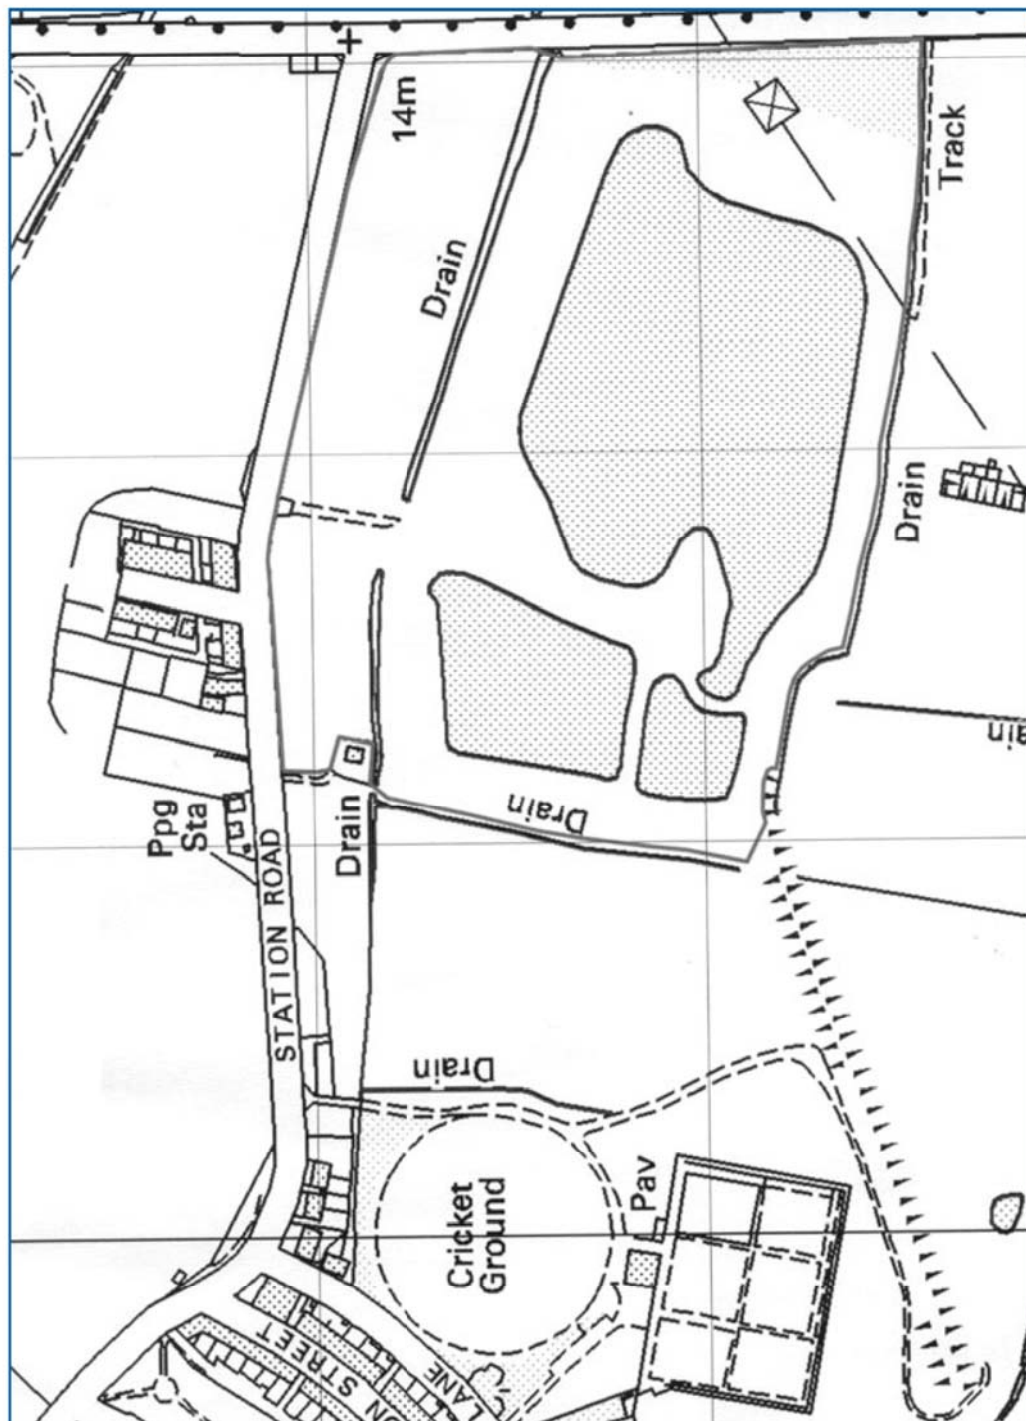 14m
Track
Drain
Drain
Ppg
Sta
Drain
Drain
STATION ROAD
Drain
Cricket
Ground
Pav
STREET
LANE